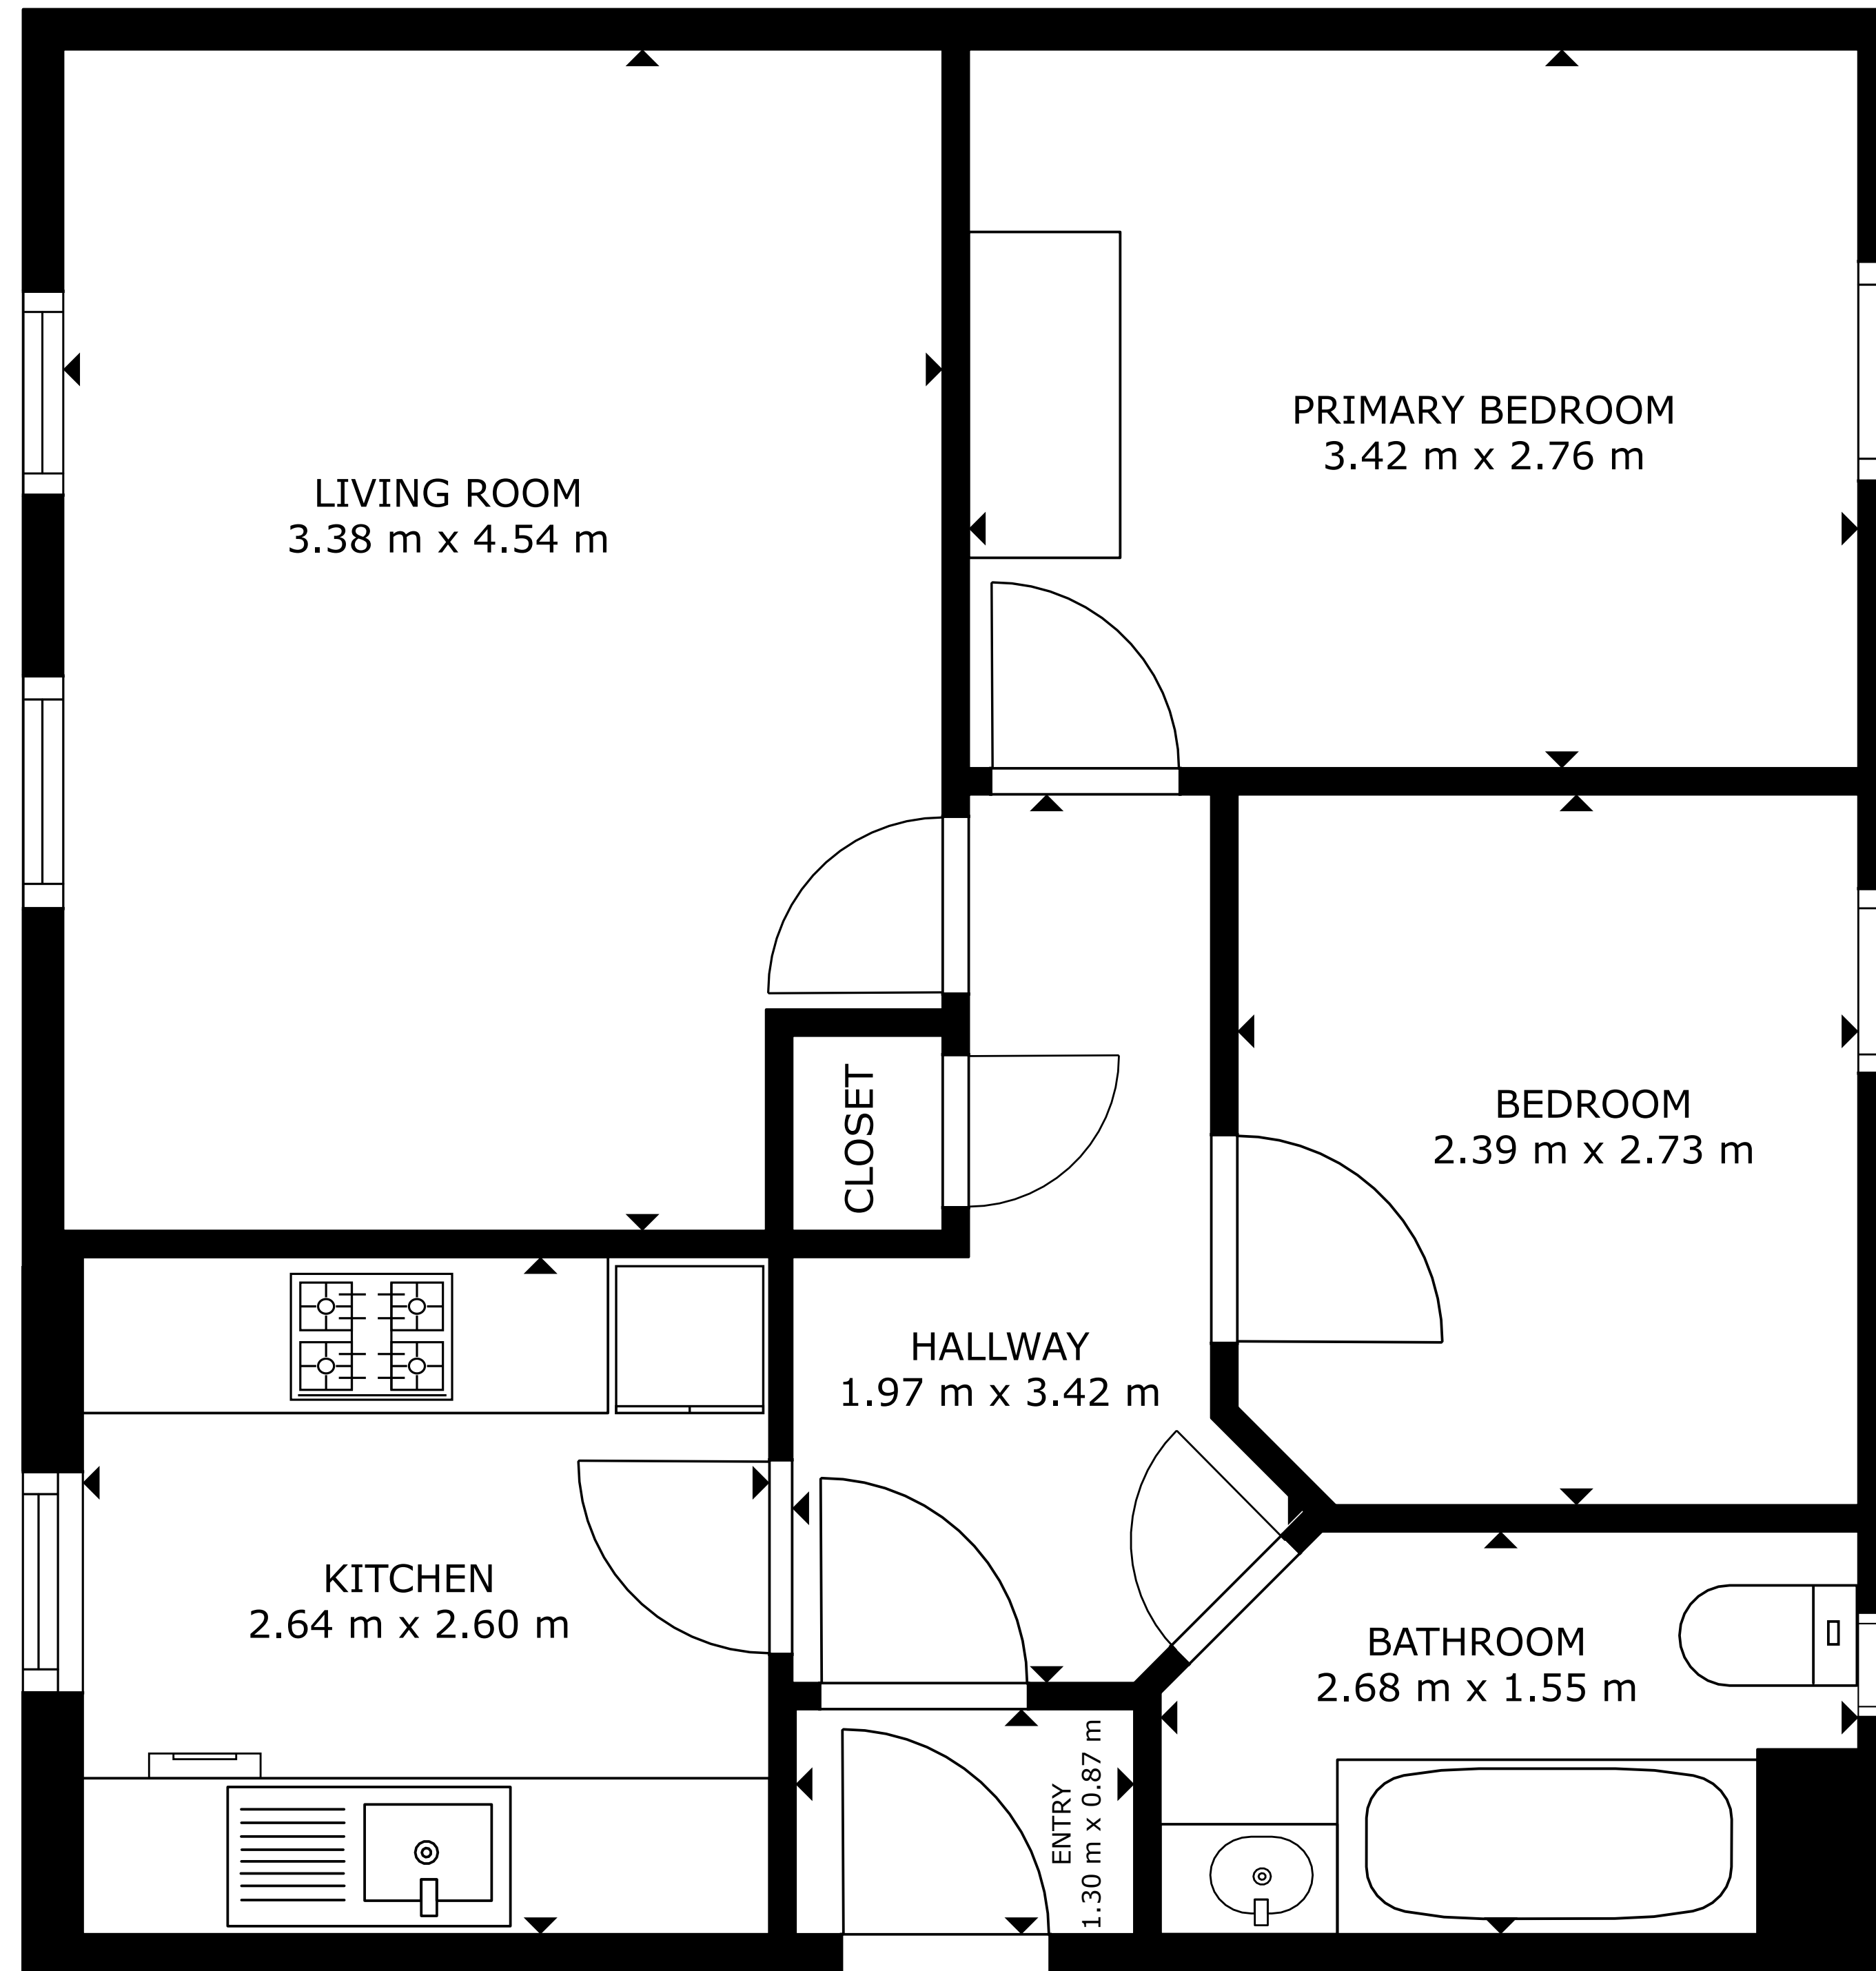 PRIMARY BEDROOM
3.42 m x 2.76 m
LIVING ROOM
3.38 m x 4.54 m
BEDROOM
2.39 m x 2.73 m
CLOSET
HALLWAY
1.97 m x 3.42 m
KITCHEN
2.64 m x 2.60 m
BATHROOM
2.68 m x 1.55 m
ENTRY
1.30 m x 0.87 m